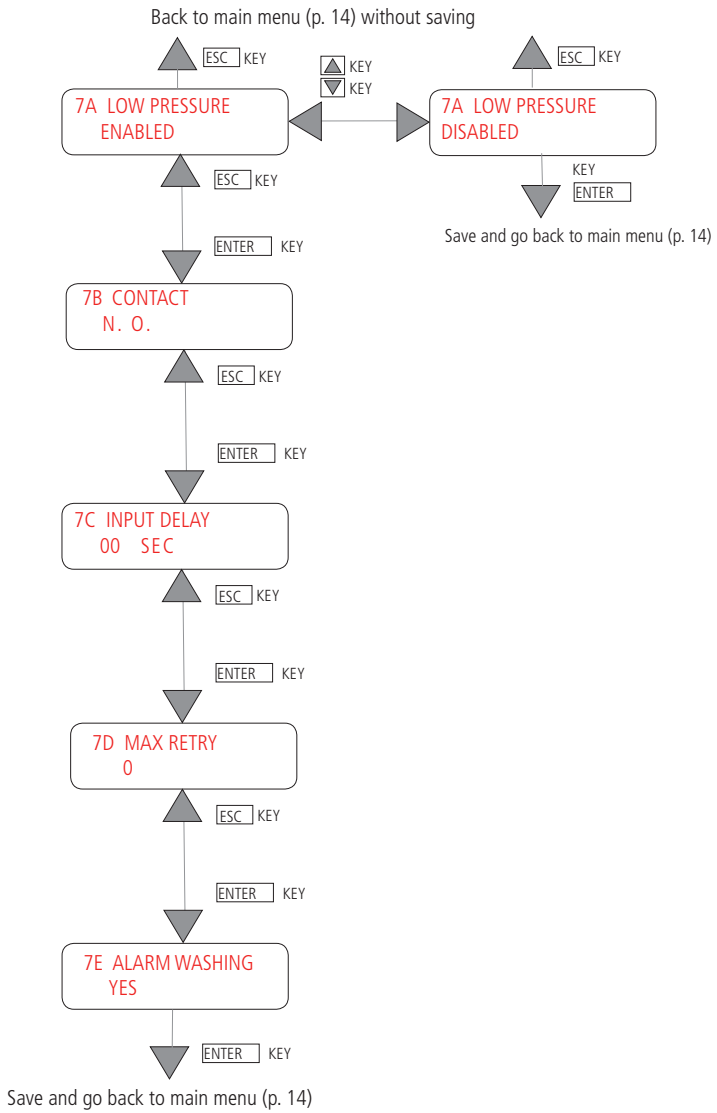 Back to main menu (p. 14) without saving
ESC KEY
KEY
KEY
ESC KEY
7A LOW PRESSURE
ENABLED
7A LOW PRESSURE
DISABLED
ESC KEY
KEY
ENTER
Save and go back to main menu (p. 14)
ENTER KEY
7B CONTACT
N. O.
ESC KEY
ENTER KEY
7C INPUT DELAY
00 SEC
ESC KEY
ENTER KEY
7D MAX RETRY
0
ESC KEY
ENTER KEY
7E ALARM WASHING
YES
ENTER KEY
Save and go back to main menu (p. 14)